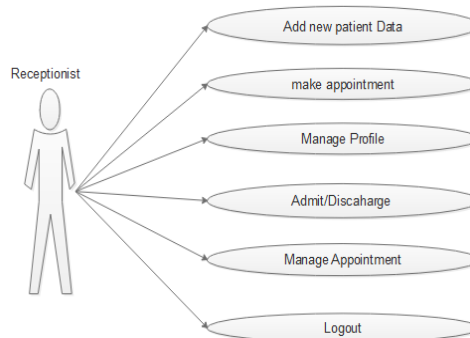 Add new patient Data
Receptionist
make appointment
Manage Profile
Admit/Discaharge
Manage Appointment
Logout